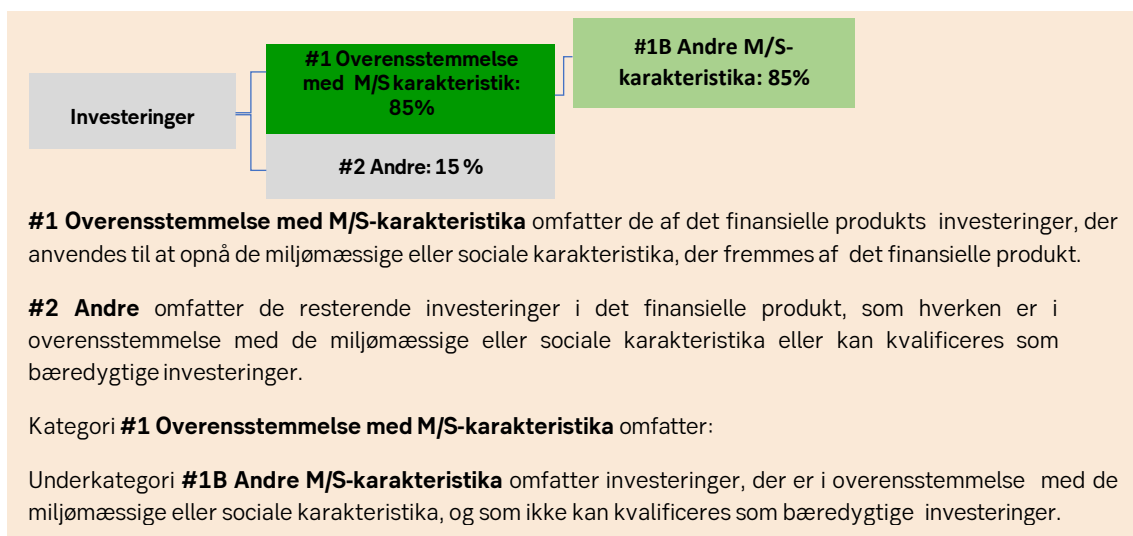 #1 Overensstemmelse
med M/S karakteristik:
85%
#1B Andre M/S-
karakteristika: 85%
Investeringer
#2 Andre: 15 %
#1 Overensstemmelse med M/S-karakteristika omfatter de af det finansielle produkts investeringer, der
anvendes til at opnå de miljømæssige eller sociale karakteristika, der fremmes af det finansielle produkt.
#2 Andre omfatter de resterende investeringer i det finansielle produkt, som hverken er i
overensstemmelse med de miljømæssige eller sociale karakteristika eller kan kvalificeres som
bæredygtige investeringer.
Kategori #1 Overensstemmelse med M/S-karakteristika omfatter:
Underkategori #1B Andre M/S-karakteristika omfatter investeringer, der er i overensstemmelse med de
miljømæssige eller sociale karakteristika, og som ikke kan kvalificeres som bæredygtige investeringer.